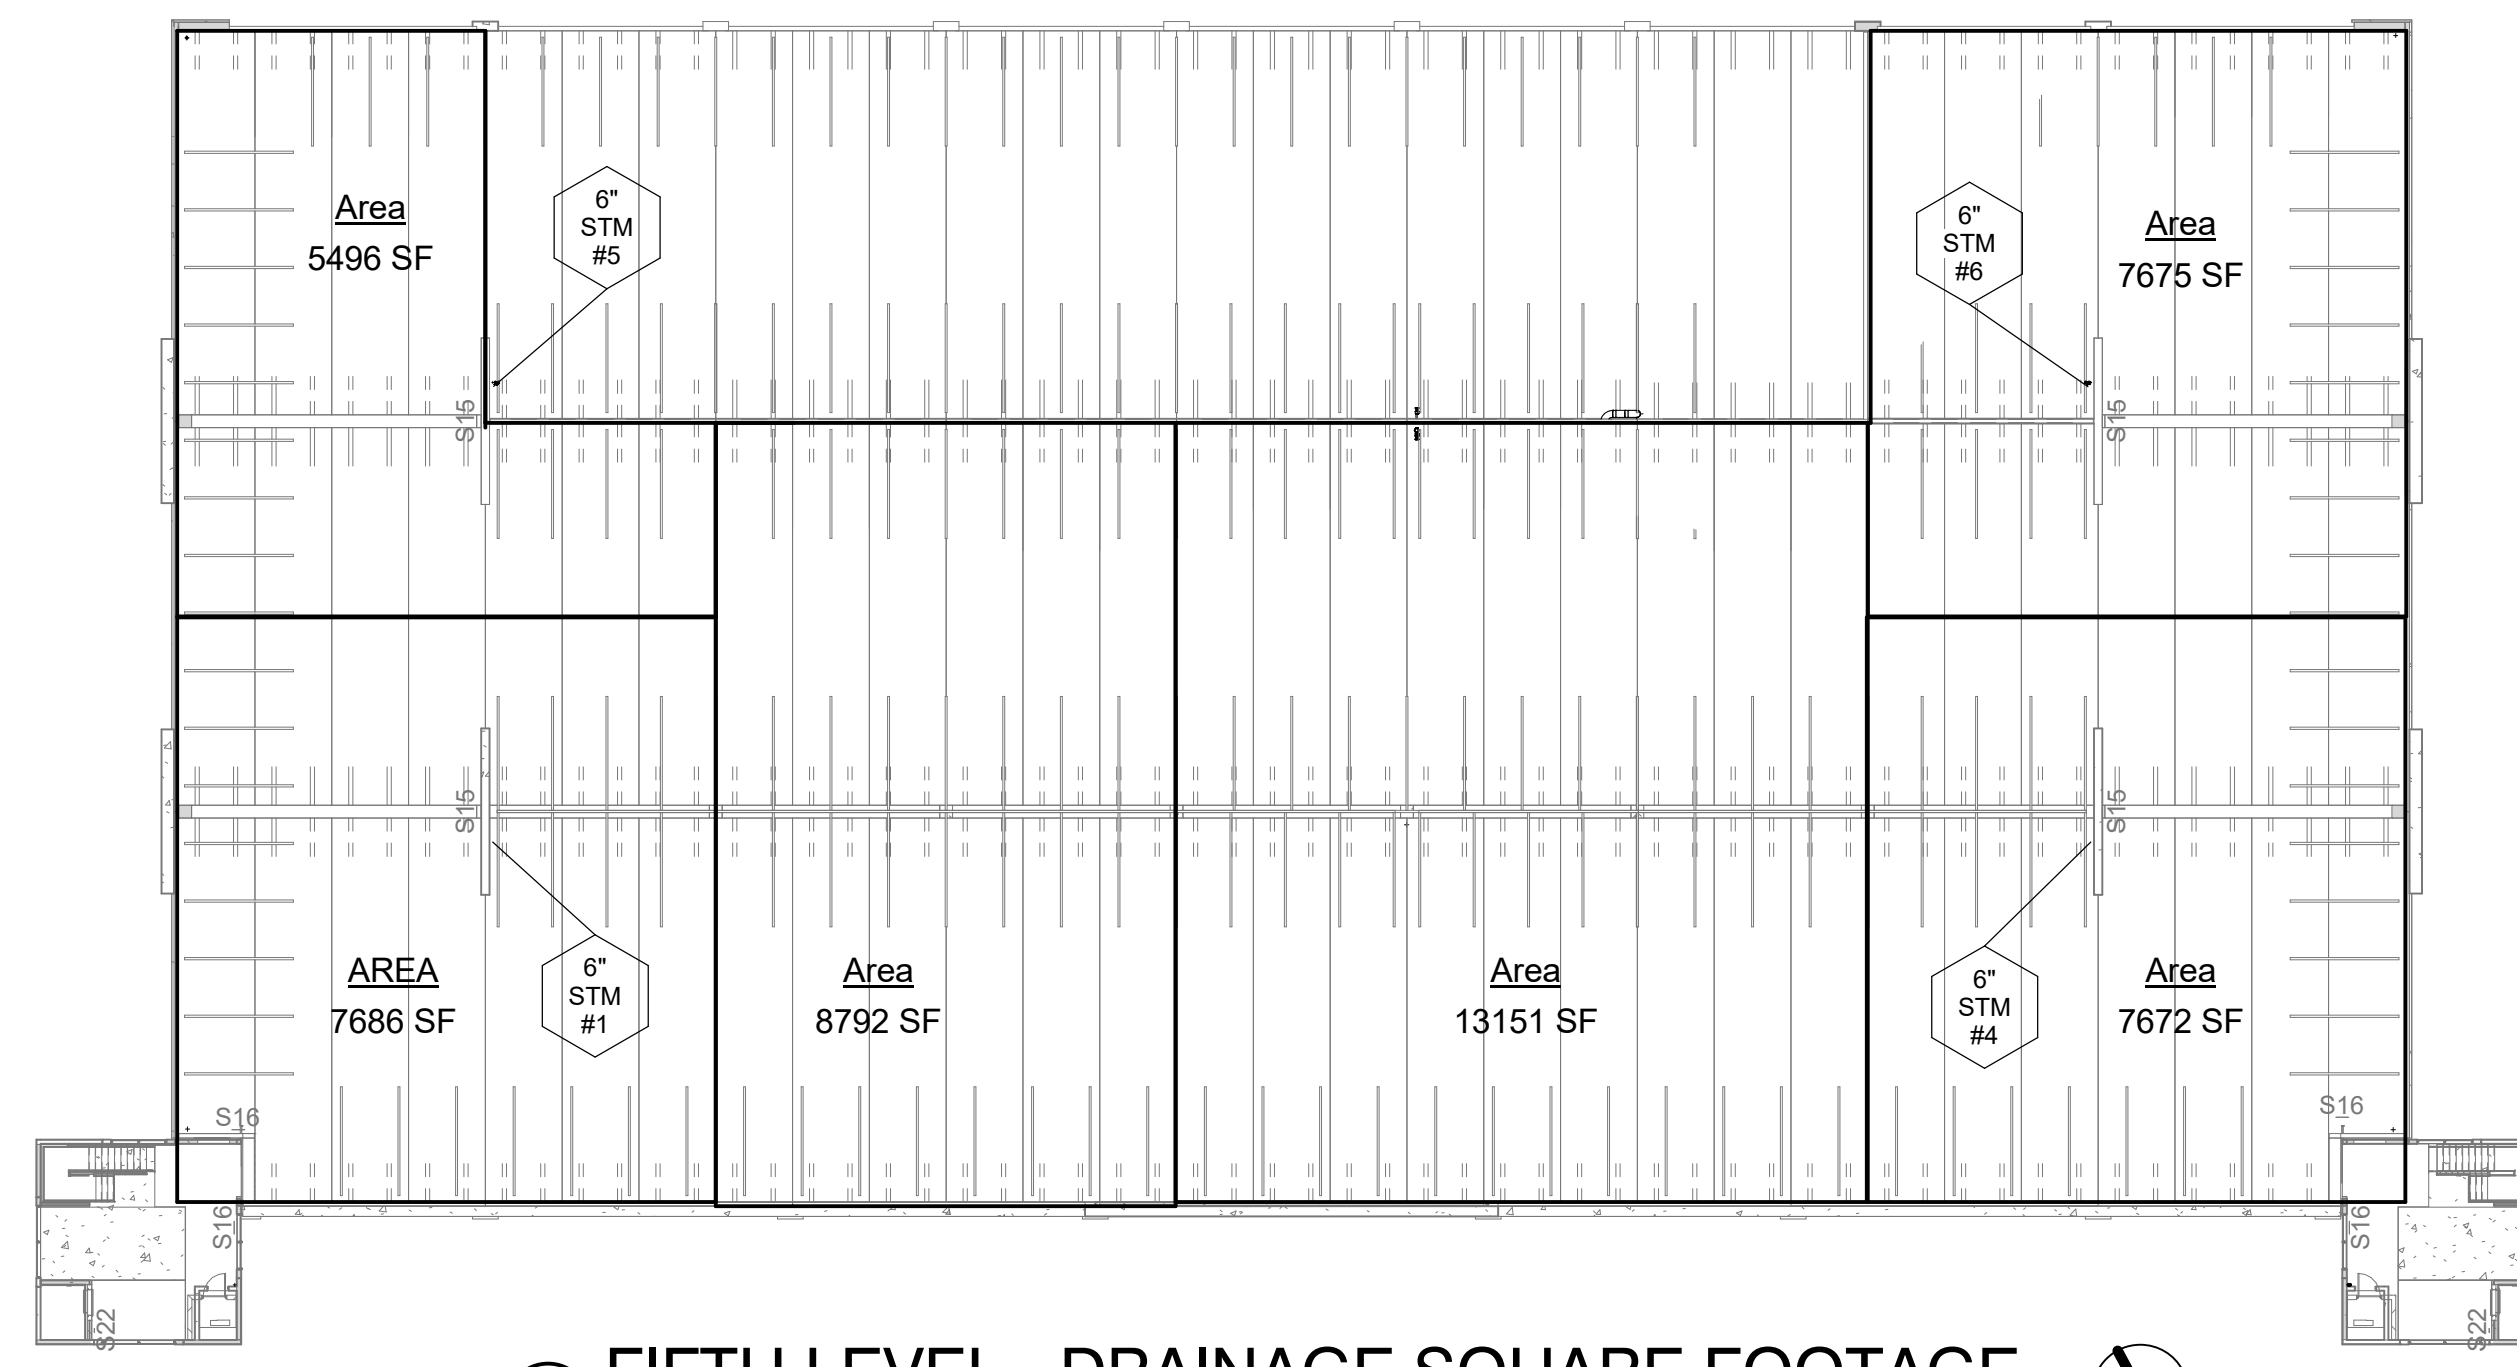 Area
5496 SF
6"
STM
#5
6"
STM
#6
Area
7675 SF
S15
S15
S15
S15
AREA
7686 SF
6"
STM
#1
Area
8792 SF
Area
13151 SF
6"
STM
#4
Area
7672 SF
S16
S16
S16
S16
S22
S22
FIFTH LEVEL - DRAINAGE SQUARE FOOTAGE